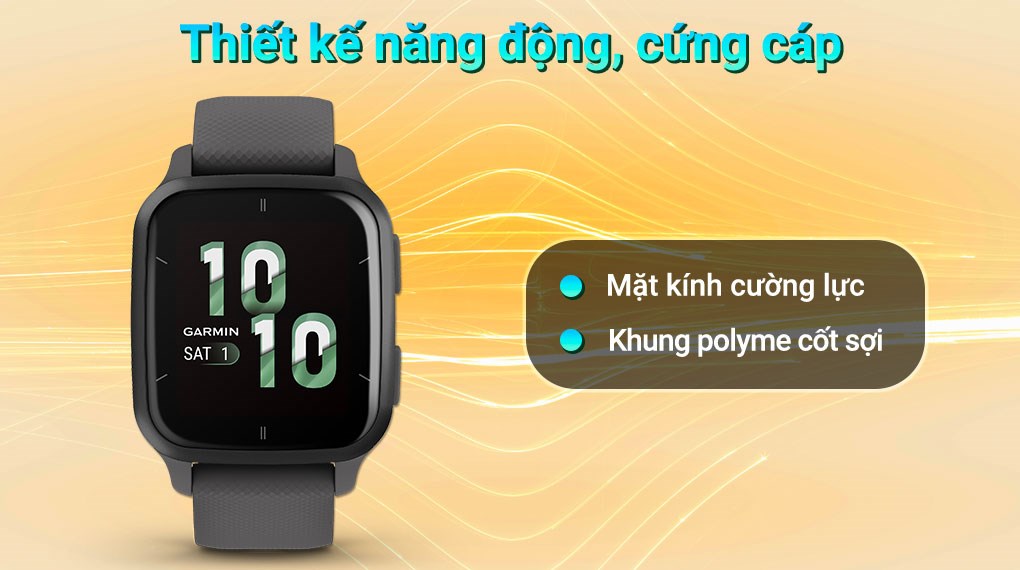 Thiết kế năng động, cứng cáp
10
GARMIN
SAT 1
10
Mặt kính cường lực
Khung polyme cốt sợi